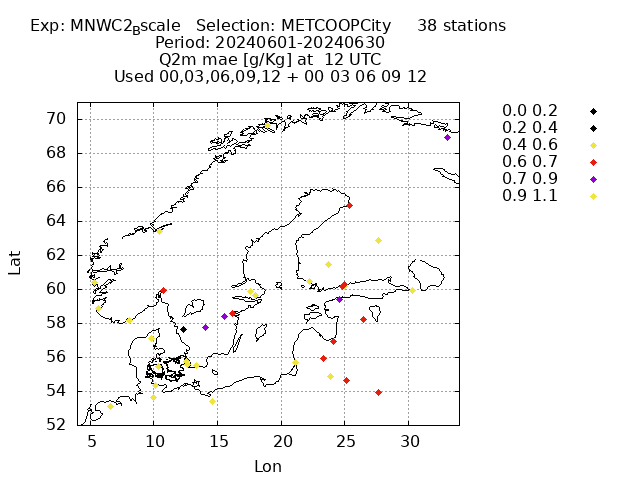 Exp: MNWC2_Bscale Selection: METCOOPCity 38 stations
Period: 20240601-20240630
Q2m mae [g/Kg] at 12 UTC
Used 00,03,06,09,12 + 00 03 06 09 12
0.0 0.2
0.2 0.4
0.4 0.6
0.6 0.7
0.7 0.9
0.9 1.1
70
68
66
64
62
60
58
56
54
52
Lat
5 10 15 20 25 30
Lon